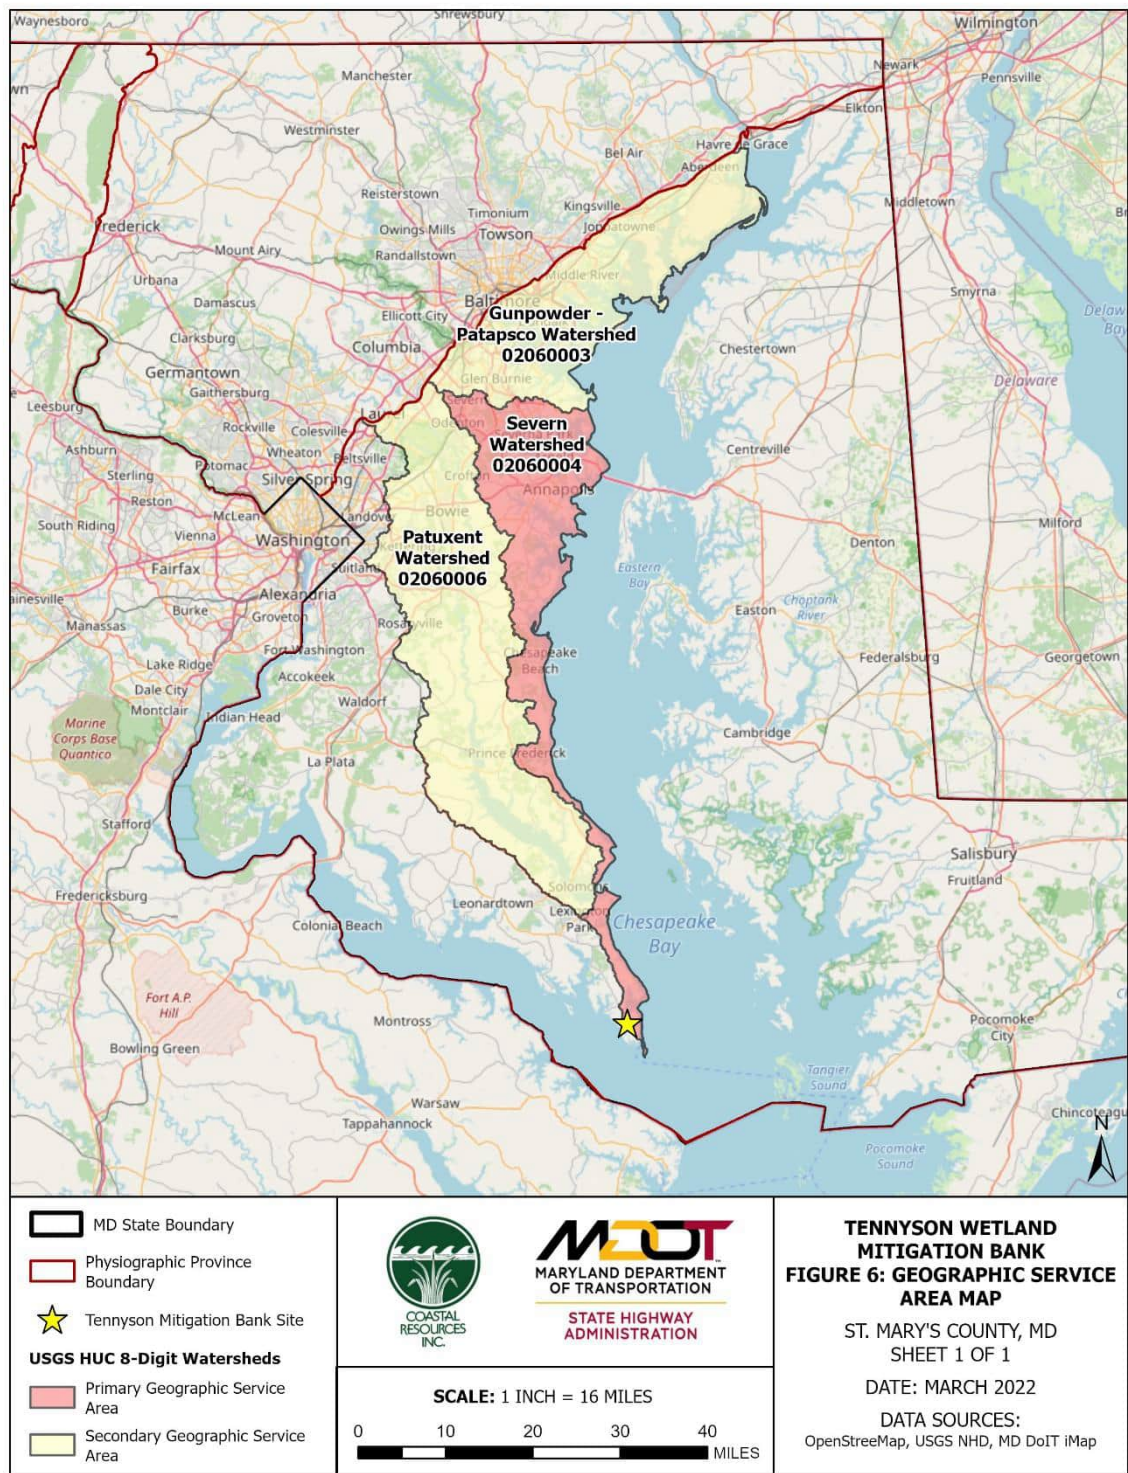 Waynesboro
Shrewsbury
Wilmington
Manchester
Newark
Pennsville
Elkton
Westminster
Bel Air
Havre de Grace
Aberdeen
Reisterstown
Timonium
Kingsville
Joppatowne
Middletown
Frederick
Owings Mills
Towson
Mount Airy
Randallstown
Middle River
Urbana
Baltimore
Smyrna
Damascus
Ellicott City
Gunpowder -
Patapsco Watershed
02060003
Clarksburg
Columbia
Chestertown
Germantown
Glen Burnie
Delaware
Gaithersburg
Leesburg
Laurel
Severn
Watershed
02060004
Rockville
Colesville
Odenton
Severna Park
Ashburn
Wheaton
Beltsville
Centreville
Potomac
Sterling
Silver Spring
Crofton
Annapolis
Reston
McLean
Landover
Bowie
South Riding
Milford
Vienna
Washington
Patuxent
Watershed
02060006
Kettering
Denton
Fairfax
Suitland
Eastern
Bay
Alexandria
Choptank
River
Burke
Groveton
Rosaryville
Easton
Manassas
Fort Washington
Chesapeake
Beach
Federalsburg
Georgetown
Lake Ridge
Accokeek
Dale City
Montclair
Waldorf
Indian Head
Marine
Corps Base
Quantico
Prince Frederick
Cambridge
La Plata
Stafford
Salisbury
Fruitland
Solomons
Fredericksburg
Leonardtown
Lexington
Park
Colonial Beach
Chesapeake
Bay
Fort A.P.
Hill
Montross
Pocomoke
City
Bowling Green
Tangier
Sound
Warsaw
Tappahannock
Pocomoke
Sound
N
MD State Boundary
Physiographic Province
Boundary
Tennyson Mitigation Bank Site
USGS HUC 8-Digit Watersheds
Primary Geographic Service
Area
Secondary Geographic Service
Area
COASTAL
RESOURCES
INC.
MDOT
MARYLAND DEPARTMENT
OF TRANSPORTATION
STATE HIGHWAY
ADMINISTRATION
SCALE: 1 INCH = 16 MILES
0 10 20 30 40
MILES
TENNYSON WETLAND
MITIGATION BANK
FIGURE 6: GEOGRAPHIC SERVICE
AREA MAP
ST. MARY'S COUNTY, MD
SHEET 1 OF 1
DATE: MARCH 2022
DATA SOURCES:
OpenStreeMap, USGS NHD, MD DoIT iMap